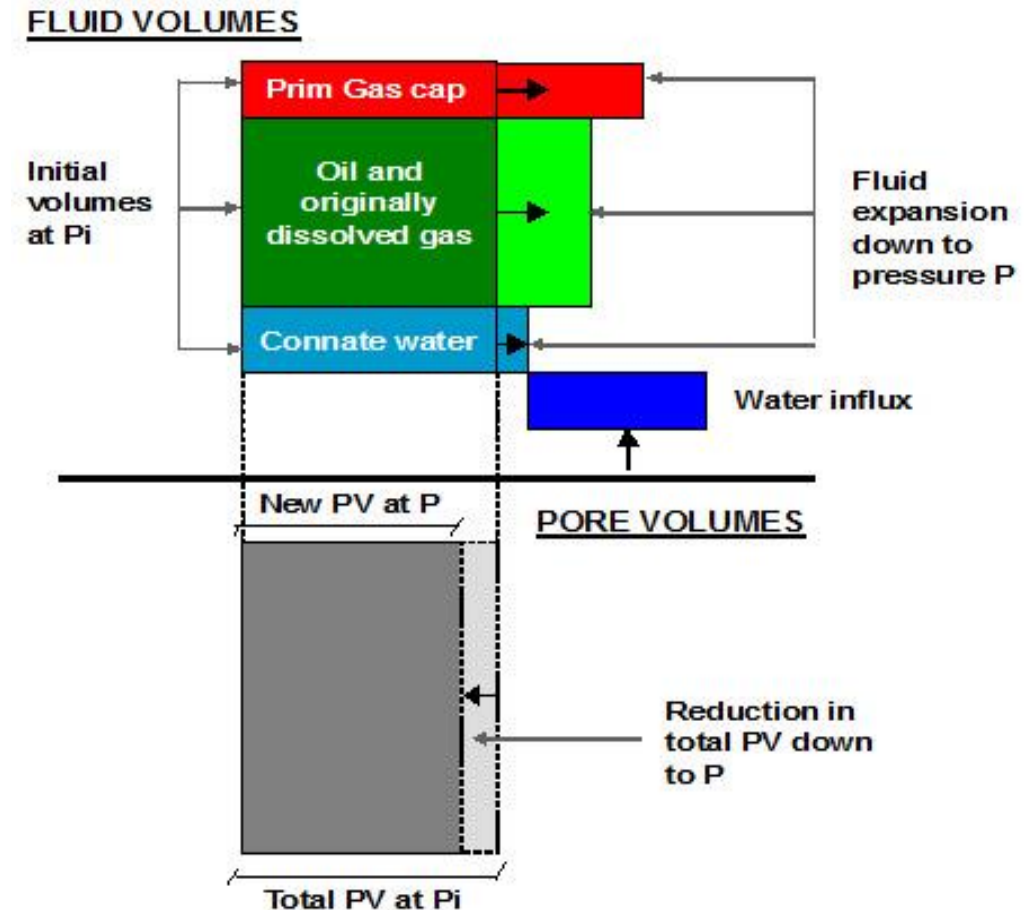 FLUID VOLUMES
Prim Gas cap
Oil and
originally
dissolved gas
Connate water
Initial
volumes
at Pi
Fluid
expansion
down to
pressure P
Water influx
New PV at P
PORE VOLUMES
Reduction in
total PV down
to P
Total PV at Pi